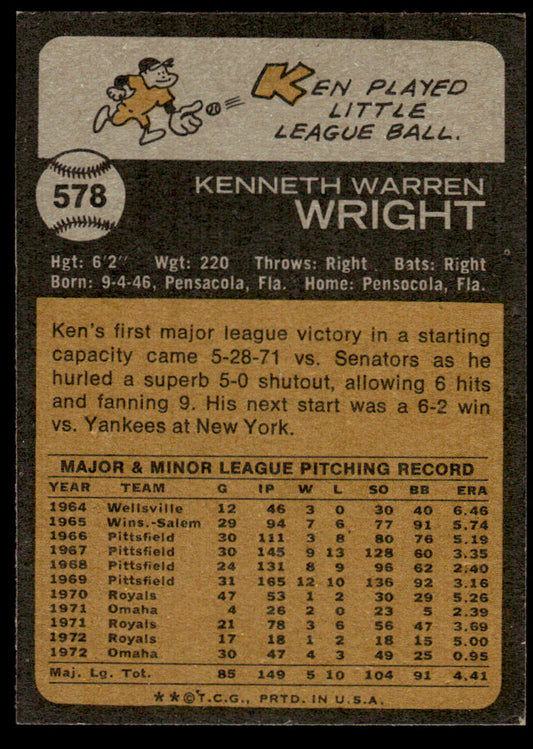 KEN PLAYED
LITTLE
LEAGUE BALL.
578
KENNETH WARREN
WRIGHT
Hgt: 6'2" Wgt: 220 Throws: Right Bats: Right
Born: 9-4-46, Pensacola, Fla. Home: Pensocola, Fla.
Ken's first major league victory in a starting
capacity came 5-28-71 vs. Senators as he
hurled a superb 5-0 shutout, allowing 6 hits
and fanning 9. His next start was a 6-2 win
vs. Yankees at New York.
MAJOR & MINOR LEAGUE PITCHING RECORD
YEAR TEAM G IP W L SO BB ERA
1964 Wellsville 12 46 3 0 30 40 6.46
1965 Wins.-Salem 29 94 7 6 77 91 5.74
1966 Pittsfield 30 111 3 8 80 76 5.19
1967 Pittsfield 30 145 9 13 128 60 3.35
1968 Pittsfield 24 131 8 9 96 62 2.40
1969 Pittsfield 31 165 12 10 136 92 3.16
1970 Royals 47 53 1 2 30 29 5.26
1971 Omaha 4 26 2 0 23 5 2.39
1971 Royals 21 78 3 6 56 47 3.69
1972 Royals 17 18 1 2 18 15 5.00
1972 Omaha 30 47 4 3 49 25 0.95
Maj. Lg. Tot. 85 149 5 10 104 91 4.41
**©T.C.G., PRTD. IN U.S.A.